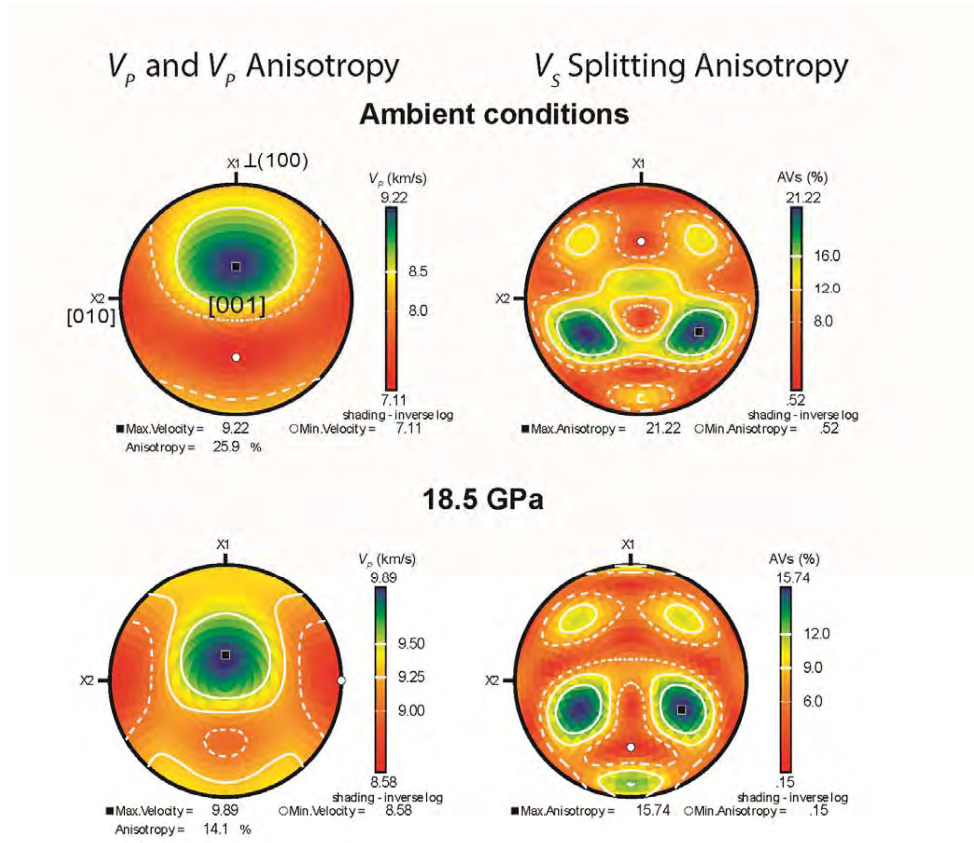 V_P and V_P Anisotropy
V_S Splitting Anisotropy
Ambient conditions
X1 ⊥(100)
V_P (km/s)
9.22
8.5
8.0
7.11
X2
[010]
[001]
shading - inverse log
■Max.Velocity = 9.22 ○Min.Velocity = 7.11
Anisotropy = 25.9 %
X1
AVs (%)
21.22
16.0
12.0
8.0
.52
X2
shading - inverse log
■Max.Anisotropy = 21.22 ○Min.Anisotropy = .52
18.5 GPa
X1
V_P (km/s)
9.89
9.50
9.25
9.00
8.58
X2
shading - inverse log
■Max.Velocity = 9.89 ○Min.Velocity = 8.58
Anisotropy = 14.1 %
X1
AVs (%)
15.74
12.0
9.0
6.0
.15
X2
shading - inverse log
■Max.Anisotropy = 15.74 ○Min.Anisotropy = .15